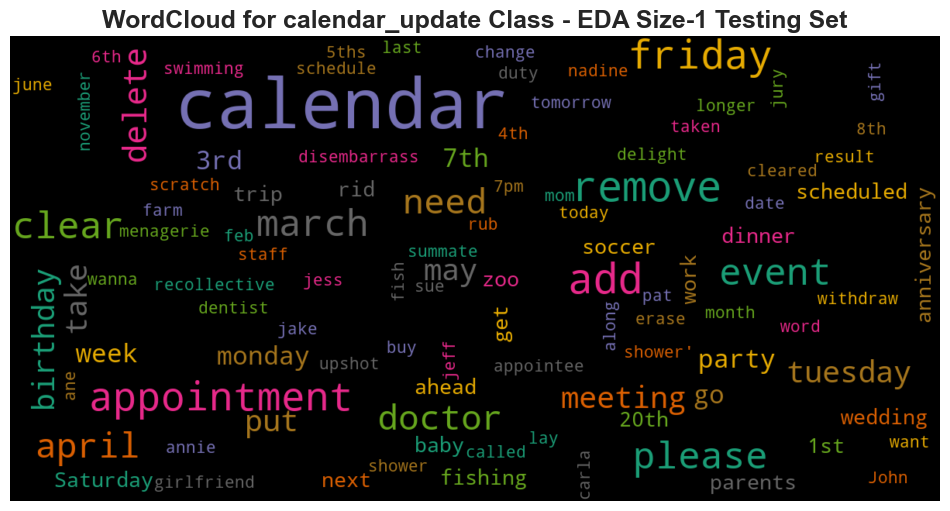 WordCloud for calendar_update Class - EDA Size-1 Testing Set
6th 5ths last change friday
june november delete swimming schedule duty nadine jury gift
calendar tomorrow longer
4th taken 8th
3rd disembarrass 7th delight result
scratch trip rid 7pm mom remove cleared scheduled
farm need today date
clear menagerie feb march rub anniversary
staff summate soccer dinner
birthday take wanna recollective jess fish sue may zoo add work event
dentist pat withdraw
jake get along erase month word
week monday upshot buy jeff appointee shower' party tuesday
ane appointment ahead meeting go
put doctor 20th wedding
april annie baby called lay please 1st want
Saturday girlfriend next shower fishing carla parents John